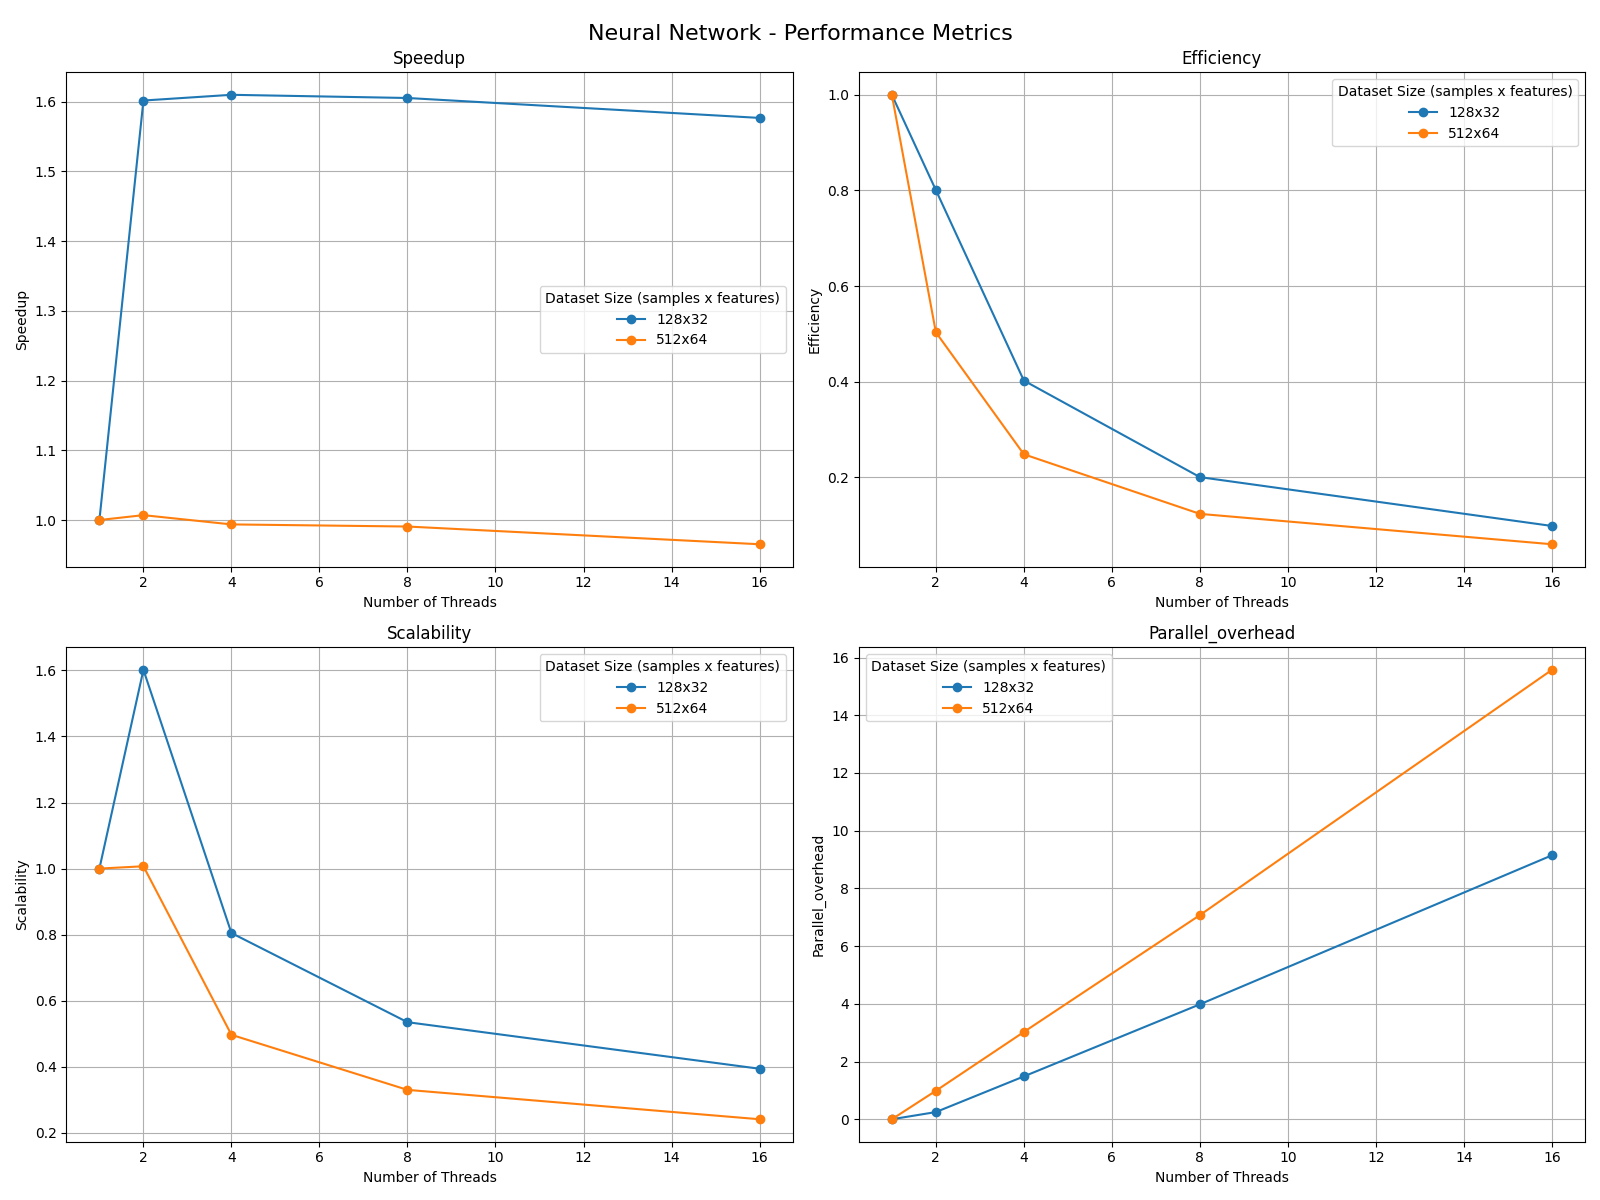 Neural Network - Performance Metrics
Speedup
Speedup
1.6
1.5
1.4
1.3
1.2
1.1
1.0
Dataset Size (samples x features)
128x32
512x64
2 4 6 8 10 12 14 16
Number of Threads
Efficiency
Efficiency
1.0
0.8
0.6
0.4
0.2
Dataset Size (samples x features)
128x32
512x64
2 4 6 8 10 12 14 16
Number of Threads
Scalability
Scalability
1.6
1.4
1.2
1.0
0.8
0.6
0.4
0.2
Dataset Size (samples x features)
128x32
512x64
2 4 6 8 10 12 14 16
Number of Threads
Parallel_overhead
Parallel_overhead
16
14
12
10
8
6
4
2
0
Dataset Size (samples x features)
128x32
512x64
2 4 6 8 10 12 14 16
Number of Threads